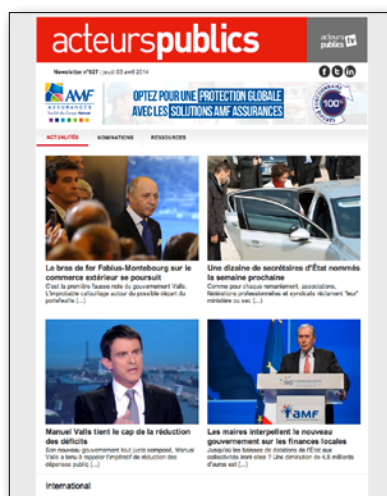 acteurspublics
acteurs
publics tv
Newsletter n°927 : jeudi 03 avril 2014
AMF
ASSURANCES
OPTEZ POUR UNE PROTECTION GLOBALE
AVEC LES SOLUTIONS AMF ASSURANCES
100%
ACTUALITÉS NOMINATIONS RESSOURCES
Le bras de fer Fabius-Montebourg sur le
commerce extérieur se poursuit
C'est la première fausse note du gouvernement Valls.
L'improbable cafouillage autour du possible départ du
portefeuille (...)
Une dizaine de secrétaires d'État nommés
la semaine prochaine
Comme pour chaque remaniement, associations,
fédérations professionnelles et syndicats réclament "leur"
ministère ou sec (...)
AMF
Manuel Valls tient le cap de la réduction
des déficits
Son nouveau gouvernement tout juste composé, Manuel
Valls a tenu à rappeler l'impératif de réduction des
dépenses public (...)
Les maires interpellent le nouveau
gouvernement sur les finances locales
Jusqu'où les baisses de dotations de l'État aux
collectivités iront-elles ? Une diminution de 4,5 milliards
d'euros est (...)
International